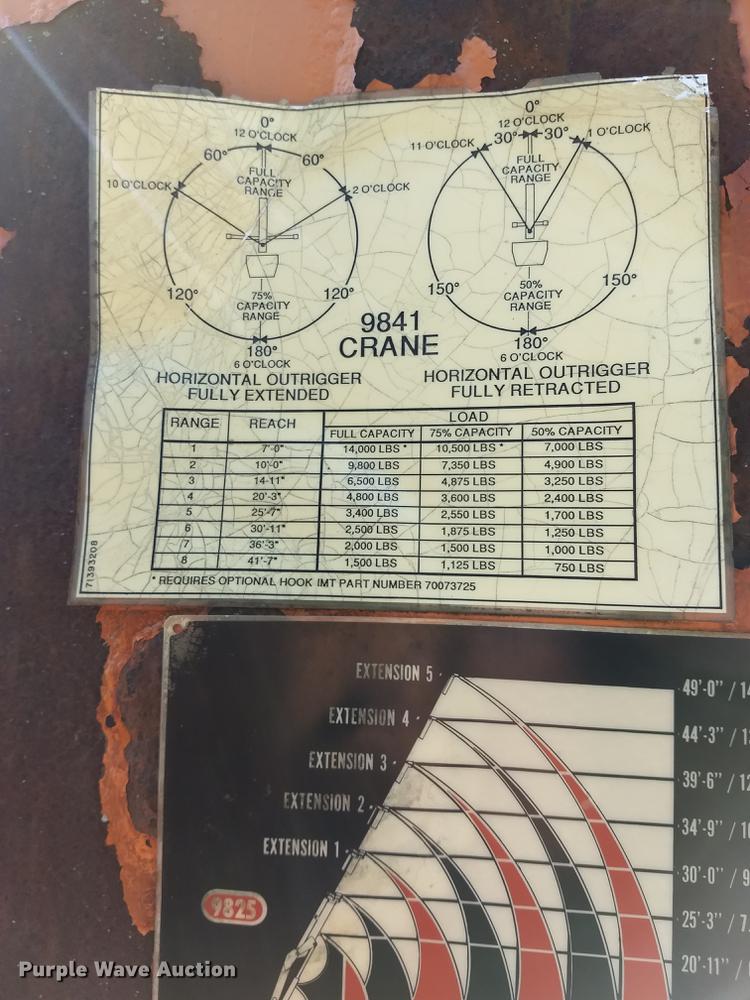 0°
12 O'CLOCK
60° 60°
FULL
CAPACITY
RANGE
10 O'CLOCK
2 O'CLOCK
75%
CAPACITY
RANGE
120° 120°
180°
6 O'CLOCK
HORIZONTAL OUTRIGGER
FULLY EXTENDED
0°
12 O'CLOCK
30° 30°
11 O'CLOCK
1 O'CLOCK
FULL
CAPACITY
RANGE
50%
CAPACITY
RANGE
150° 150°
180°
6 O'CLOCK
HORIZONTAL OUTRIGGER
FULLY RETRACTED
9841
CRANE
RANGE REACH LOAD
FULL CAPACITY 75% CAPACITY 50% CAPACITY
1 7'-0" 14,000 LBS * 10,500 LBS * 7,000 LBS
2 10'-0" 9,800 LBS 7,350 LBS 4,900 LBS
3 14-11" 6,500 LBS 4,875 LBS 3,250 LBS
4 20'-3" 4,800 LBS 3,600 LBS 2,400 LBS
5 25'-7" 3,400 LBS 2,550 LBS 1,700 LBS
6 30'-11" 2,500 LBS 1,875 LBS 1,250 LBS
7 36'-3" 2,000 LBS 1,500 LBS 1,000 LBS
8 41'-7" 1,500 LBS 1,125 LBS 750 LBS
* REQUIRES OPTIONAL HOOK IMT PART NUMBER 70073725
71393208
EXTENSION 5 49'-0" / 14
EXTENSION 4 44'-3" / 1
EXTENSION 3 39'-6" / 12
EXTENSION 2 34'-9" / 10
EXTENSION 1 30'-0" / 9
9825 25'-3" / 7.
20'-11" /
Purple Wave Auction